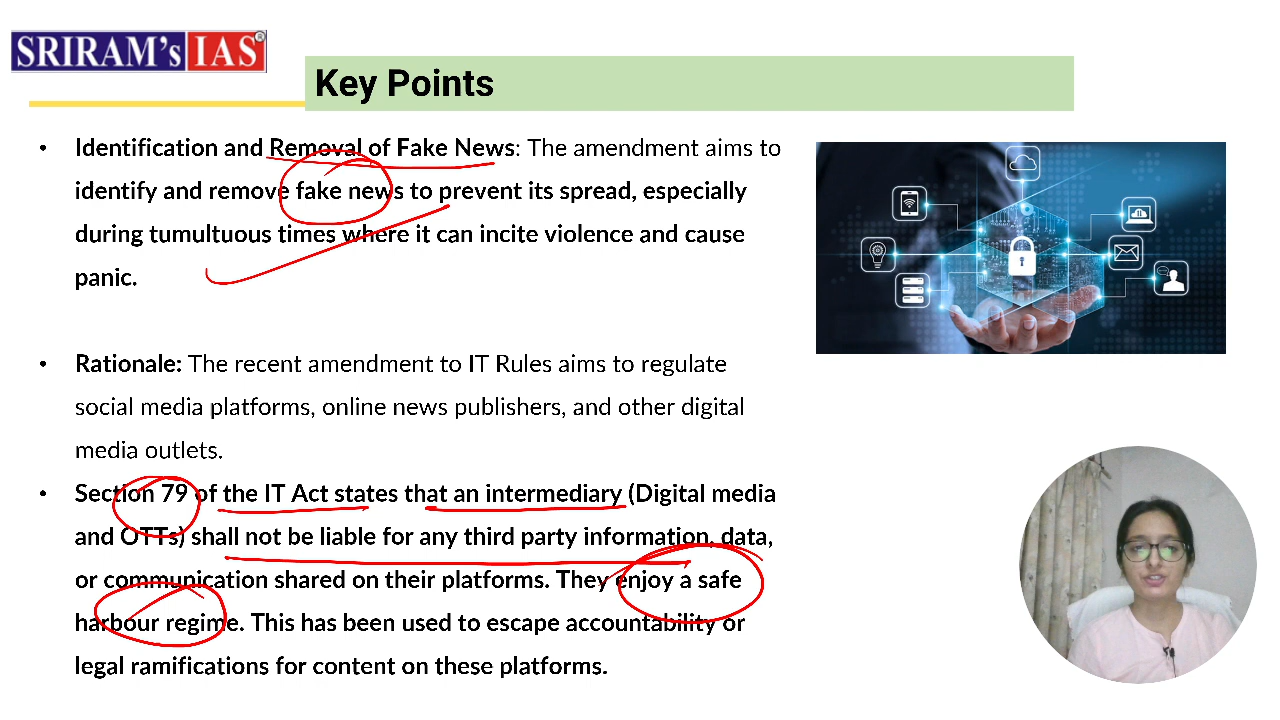 SRIRAM's IAS®
Key Points
• Identification and Removal of Fake News: The amendment aims to
identify and remove fake news to prevent its spread, especially
during tumultuous times where it can incite violence and cause
panic.
• Rationale: The recent amendment to IT Rules aims to regulate
social media platforms, online news publishers, and other digital
media outlets.
• Section 79 of the IT Act states that an intermediary (Digital media
and OTTs) shall not be liable for any third party information, data,
or communication shared on their platforms. They enjoy a safe
harbour regime. This has been used to escape accountability or
legal ramifications for content on these platforms.